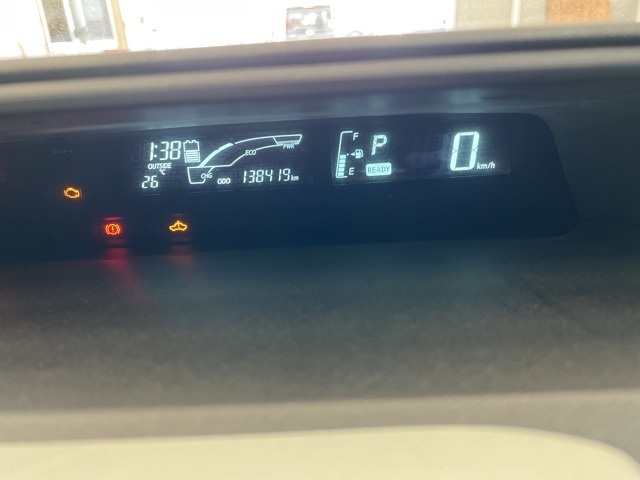 1:38
OUTSIDE
°C
26
CHG
ECO
PWR
ODO 138419 km
F
E
P
READY
0 km/h